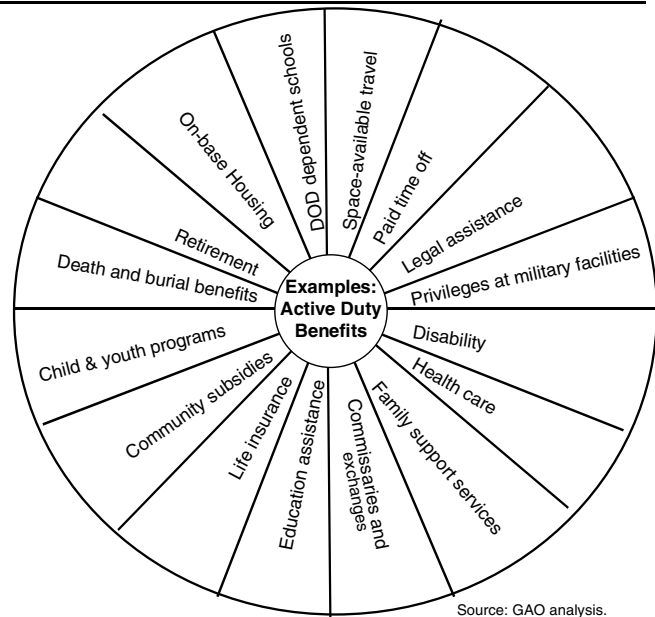 DOD dependent schools
Space-available travel
Paid time off
Legal assistance
Privileges at military facilities
Disability
Health care
Family support services
Commissaries and
exchanges
Education assistance
Life insurance
Community subsidies
Child & youth programs
Death and burial benefits
Retirement
On-base Housing
Examples:
Active Duty
Benefits
Source: GAO analysis.